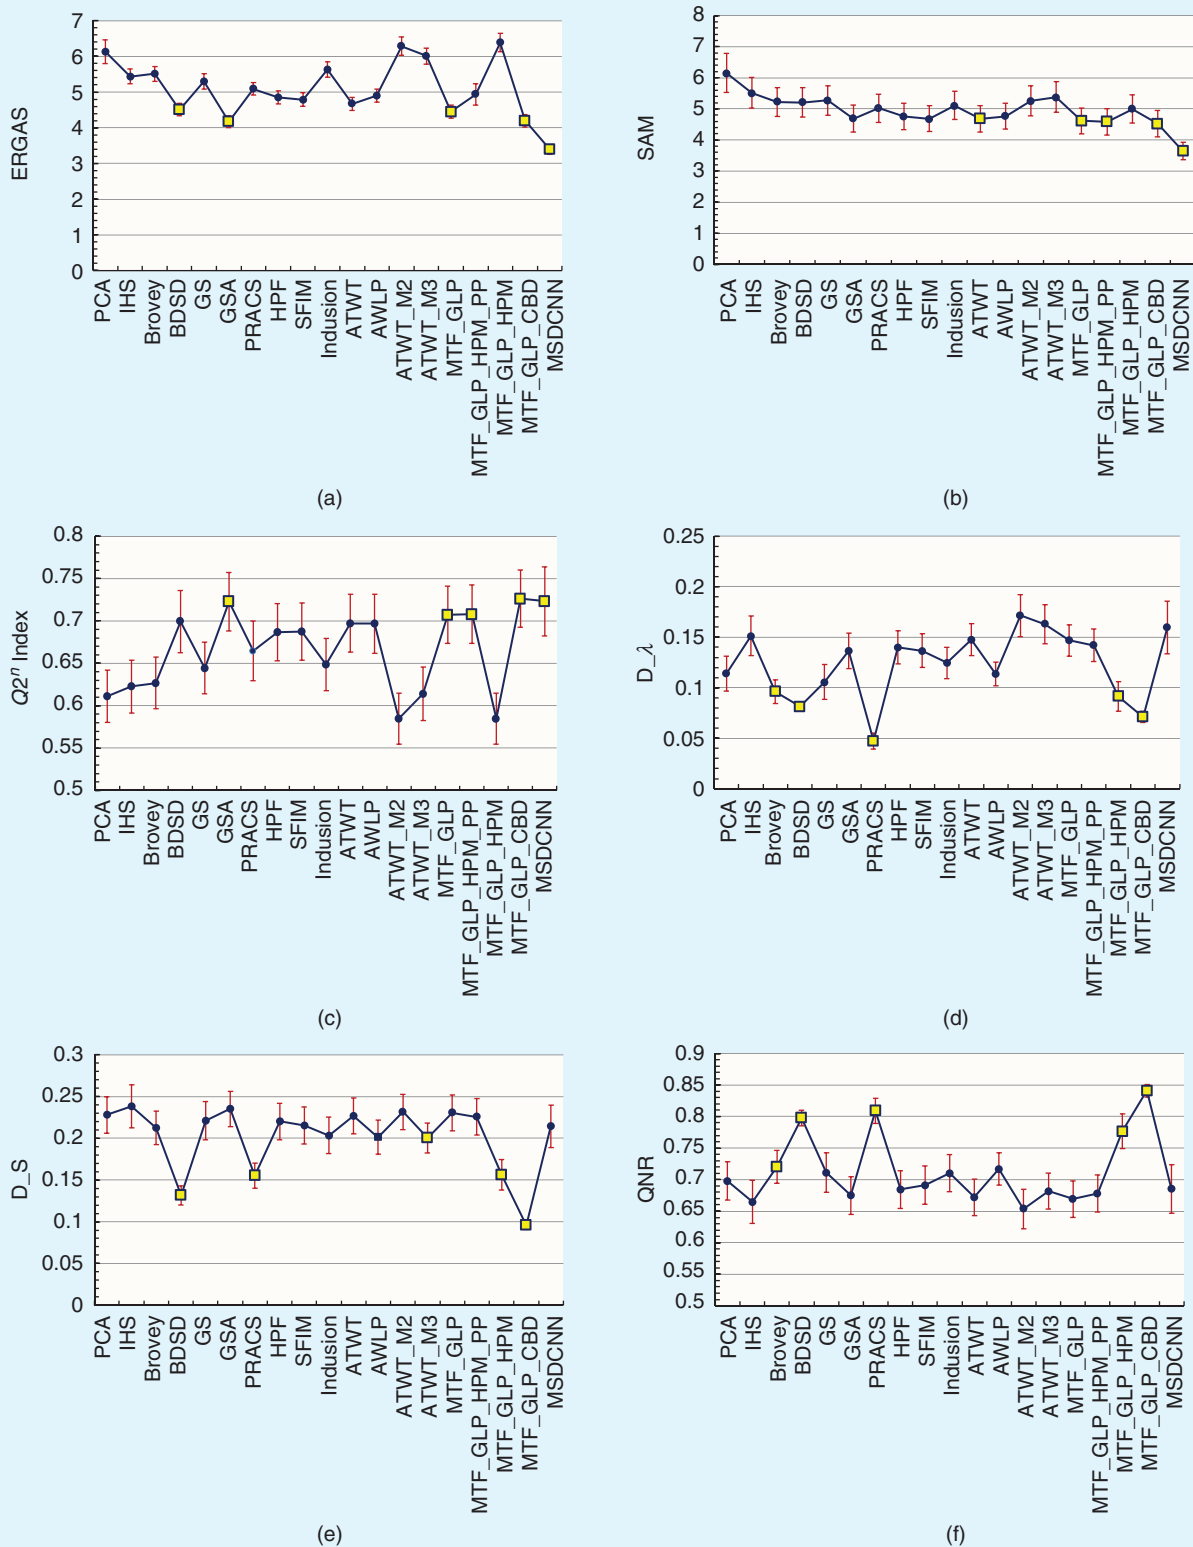 7
6
5
4
3
2
1
0
ERGAS
PCA
IHS
Brovey
BDSD
GS
GSA
PRACS
HPF
SFIM
Indusion
ATWT
AWLP
ATWT_M2
ATWT_M3
MTF_GLP
MTF_GLP_HPM_PP
MTF_GLP_HPM
MTF_GLP_CBD
MSDCNN
(a)
8
7
6
5
4
3
2
1
0
SAM
PCA
IHS
Brovey
BDSD
GS
GSA
PRACS
HPF
SFIM
Indusion
ATWT
AWLP
ATWT_M2
ATWT_M3
MTF_GLP
MTF_GLP_HPM_PP
MTF_GLP_HPM
MTF_GLP_CBD
MSDCNN
(b)
0.8
0.75
0.7
0.65
0.6
0.55
0.5
Q2ⁿ Index
PCA
IHS
Brovey
BDSD
GS
GSA
PRACS
HPF
SFIM
Indusion
ATWT
AWLP
ATWT_M2
ATWT_M3
MTF_GLP
MTF_GLP_HPM_PP
MTF_GLP_HPM
MTF_GLP_CBD
MSDCNN
(c)
0.25
0.2
0.15
0.1
0.05
0
D_λ
PCA
IHS
Brovey
BDSD
GS
GSA
PRACS
HPF
SFIM
Indusion
ATWT
AWLP
ATWT_M2
ATWT_M3
MTF_GLP
MTF_GLP_HPM_PP
MTF_GLP_HPM
MTF_GLP_CBD
MSDCNN
(d)
0.3
0.25
0.2
0.15
0.1
0.05
0
D_S
PCA
IHS
Brovey
BDSD
GS
GSA
PRACS
HPF
SFIM
Indusion
ATWT
AWLP
ATWT_M2
ATWT_M3
MTF_GLP
MTF_GLP_HPM_PP
MTF_GLP_HPM
MTF_GLP_CBD
MSDCNN
(e)
0.9
0.85
0.8
0.75
0.7
0.65
0.6
0.55
0.5
QNR
PCA
IHS
Brovey
BDSD
GS
GSA
PRACS
HPF
SFIM
Indusion
ATWT
AWLP
ATWT_M2
ATWT_M3
MTF_GLP
MTF_GLP_HPM_PP
MTF_GLP_HPM
MTF_GLP_CBD
MSDCNN
(f)